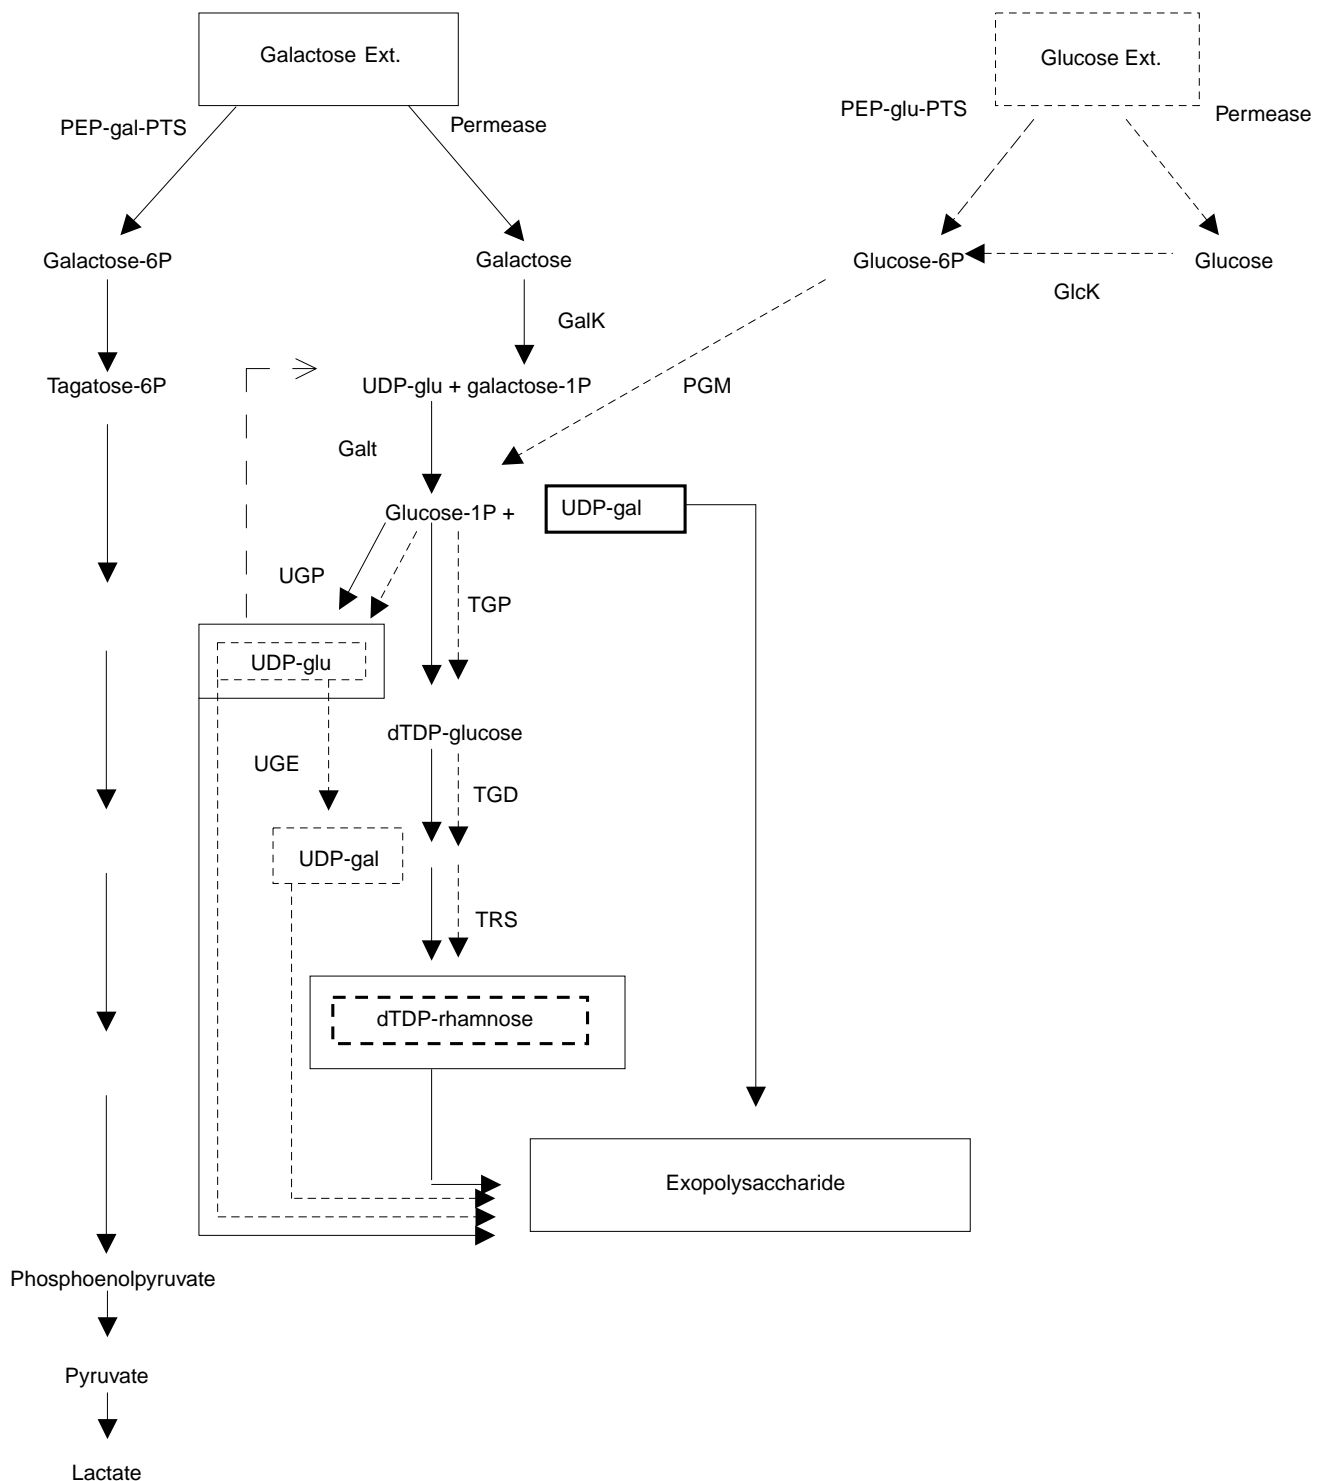 Galactose Ext.
Glucose Ext.
PEP-gal-PTS
Permease
PEP-glu-PTS
Permease
Galactose-6P
Galactose
Glucose-6P
Glucose
GlcK
GalK
Tagatose-6P
UDP-glu + galactose-1P
PGM
Galt
Glucose-1P +
UDP-gal
UGP
TGP
UDP-glu
dTDP-glucose
UGE
TGD
UDP-gal
TRS
dTDP-rhamnose
Exopolysaccharide
Phosphoenolpyruvate
Pyruvate
Lactate